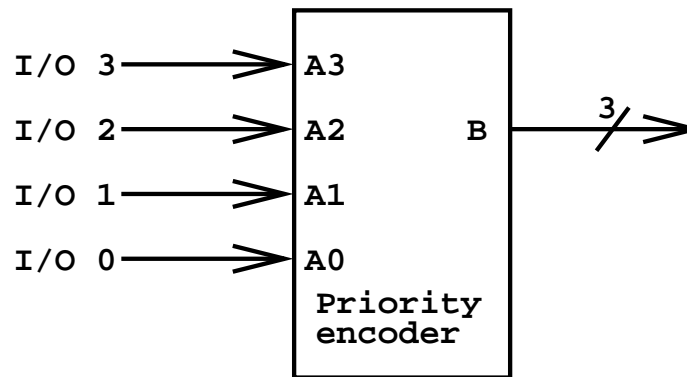 I/O 3 A3
3
I/O 2 A2 B
I/O 1 A1
I/O 0 A0
Priority
encoder